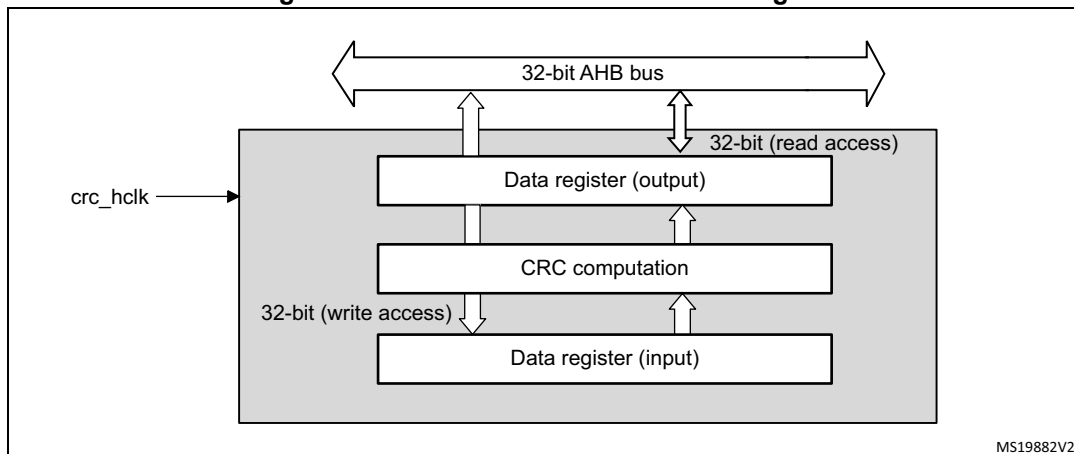 32-bit AHB bus
32-bit (read access)
Data register (output)
crc_hclk
CRC computation
32-bit (write access)
Data register (input)
MS19882V2